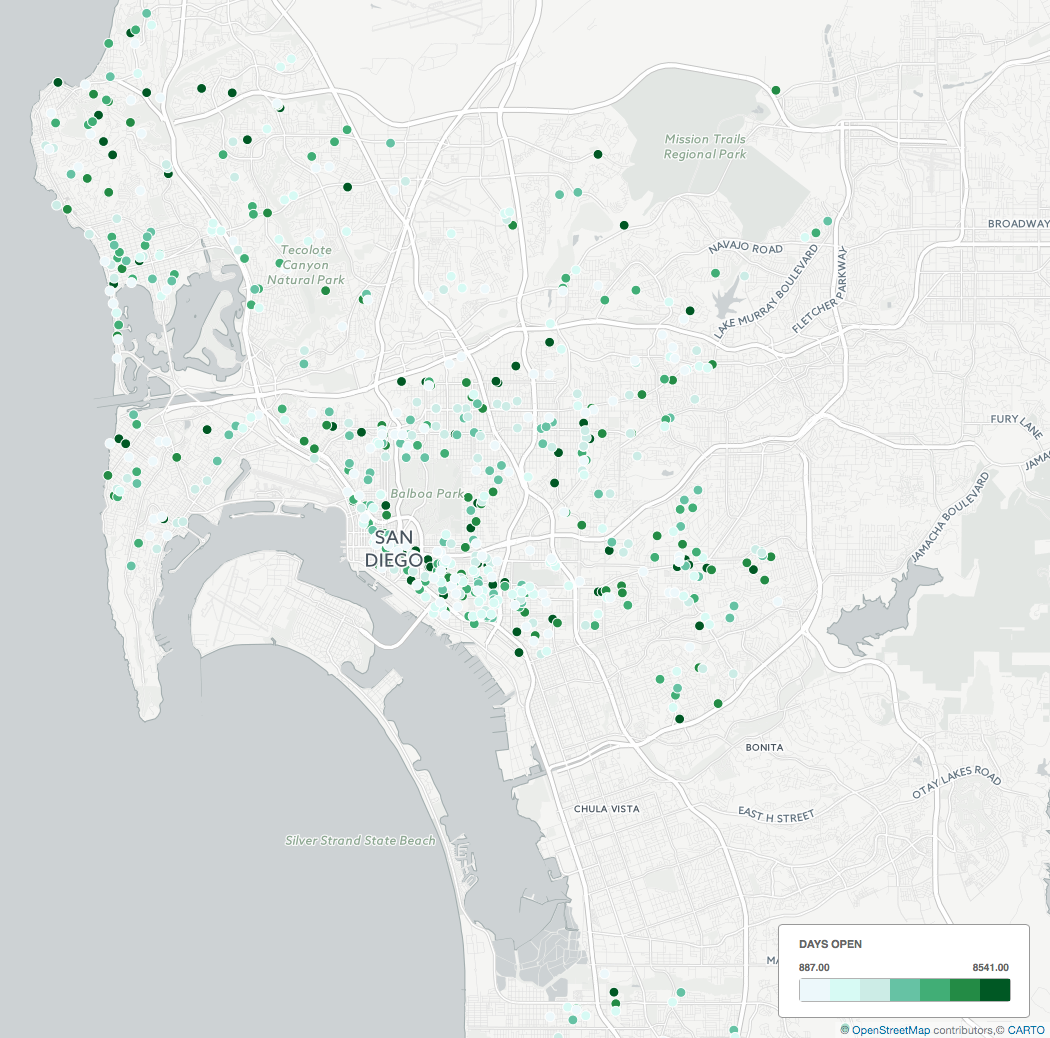 Mission Trails
Regional Park
BROADWAY
NAVAJO ROAD
Tecolote
Canyon
Natural Park
LAKE MURRAY BOULEVARD
FLETCHER PARKWAY
FURY LANE
JAMA
JAMACHA BOULEVARD
Balboa Park
SAN
DIEGO
BONITA
OTAY LAKES ROAD
CHULA VISTA
EAST H STREET
Silver Strand State Beach
DAYS OPEN
MA
887.00 8541.00
© OpenStreetMap contributors,© CARTO